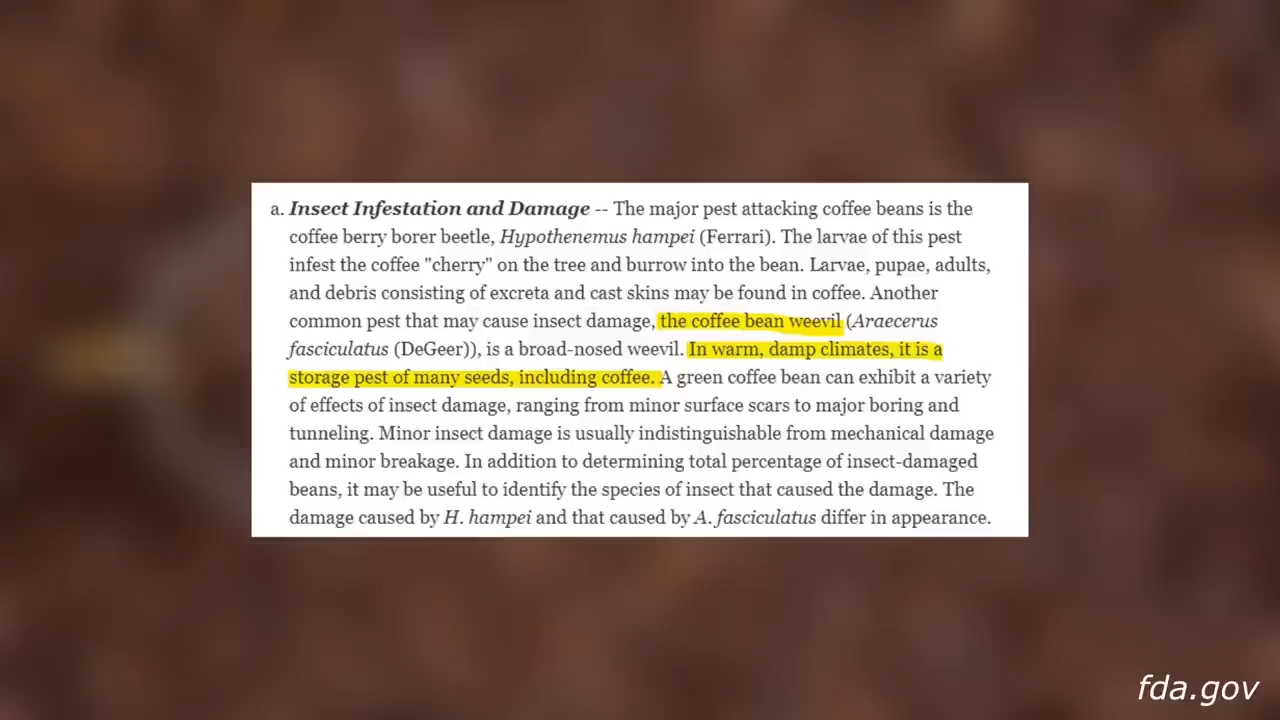 a. Insect Infestation and Damage -- The major pest attacking coffee beans is the
coffee berry borer beetle, Hypothenemus hampei (Ferrari). The larvae of this pest
infest the coffee "cherry" on the tree and burrow into the bean. Larvae, pupae, adults,
and debris consisting of excreta and cast skins may be found in coffee. Another
common pest that may cause insect damage, the coffee bean weevil (Araecerus
fasciculatus (DeGeer)), is a broad-nosed weevil. In warm, damp climates, it is a
storage pest of many seeds, including coffee. A green coffee bean can exhibit a variety
of effects of insect damage, ranging from minor surface scars to major boring and
tunneling. Minor insect damage is usually indistinguishable from mechanical damage
and minor breakage. In addition to determining total percentage of insect-damaged
beans, it may be useful to identify the species of insect that caused the damage. The
damage caused by H. hampei and that caused by A. fasciculatus differ in appearance.
fda.gov